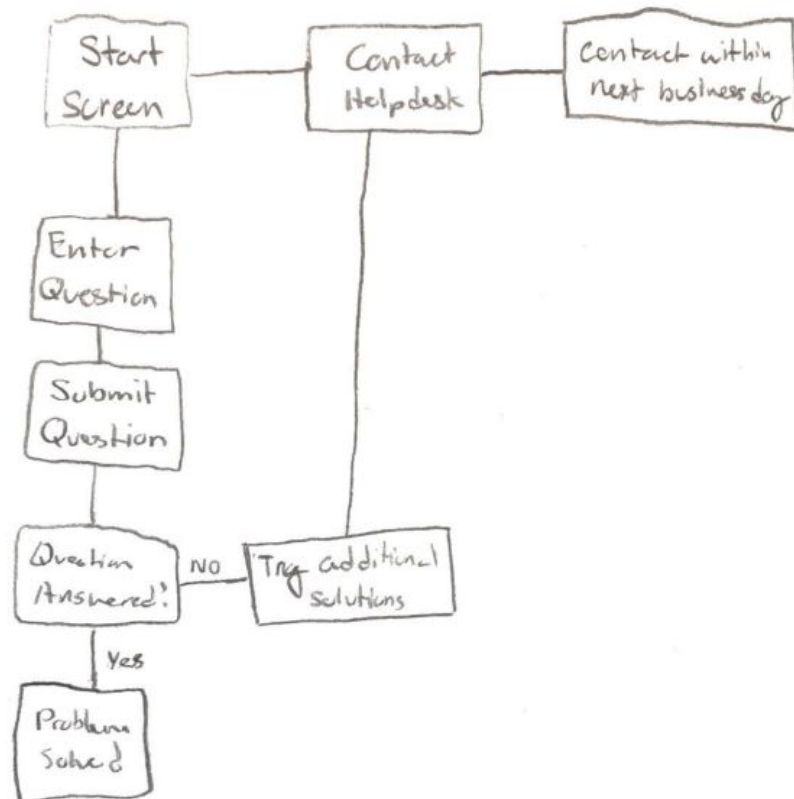 Start
Screen
Contact
Helpdesk
Contact within
next business day
Enter
Question
Submit
Question
Question
Answered?
NO
Try additional
solutions
Yes
Problem
Solved